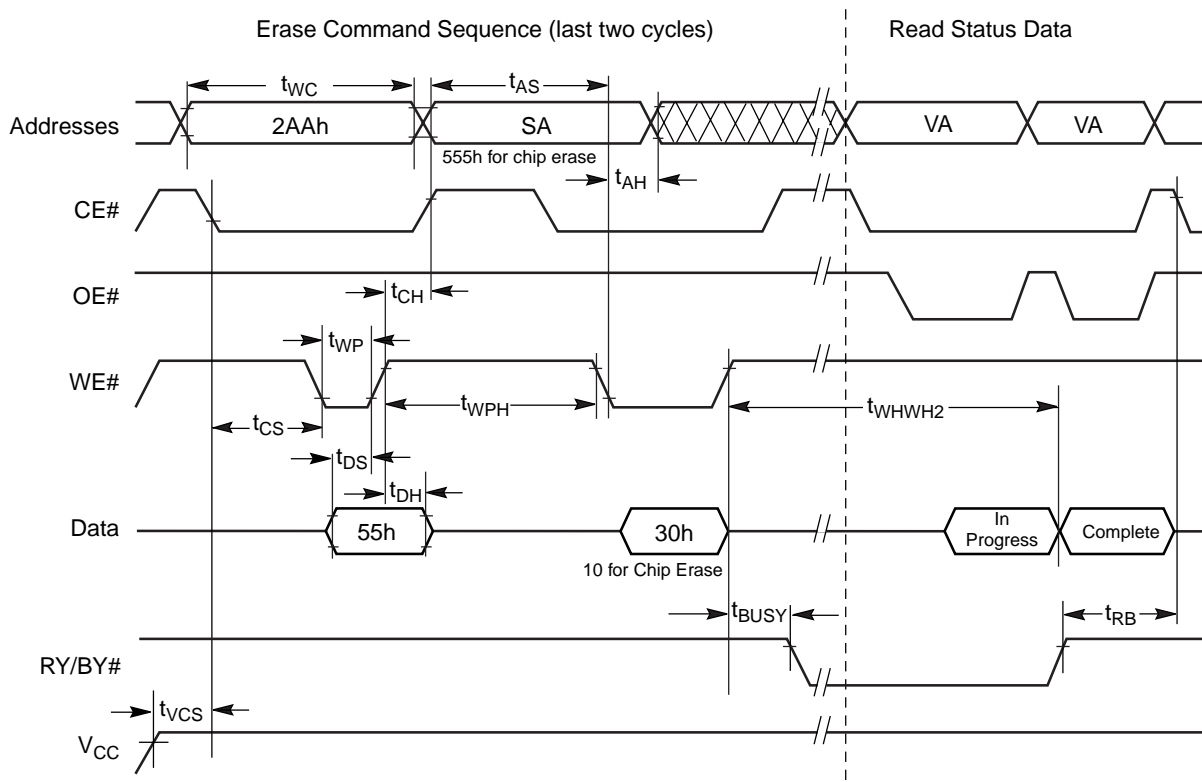 Erase Command Sequence (last two cycles)
Read Status Data
tWC
tAS
Addresses
2AAh
SA
VA
VA
555h for chip erase
tAH
CE#
OE#
tCH
tWP
WE#
tWPH
tWHWH2
tCS
tDS
tDH
Data
55h
30h
In
Progress
Complete
10 for Chip Erase
tBUSY
tRB
RY/BY#
tVCS
VCC